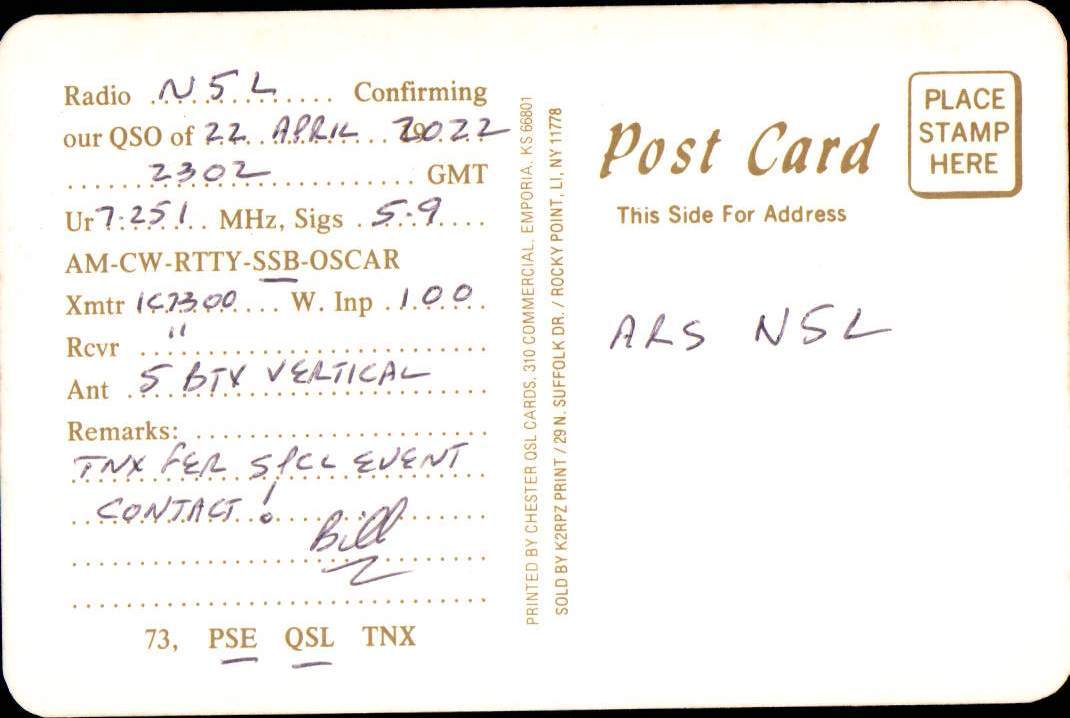 Radio N5L Confirming
our QSO of 22 APRIL 2022
2302 GMT
Ur 7.251 MHz, Sigs 5-9
AM-CW-RTTY-SSB-OSCAR
Xmtr IC7300 W. Inp 100
Rcvr "
Ant 5 BTV VERTICAL
Remarks:
TNX FER SPCL EVENT
CONTACT!
Bill
73, PSE QSL TNX
PRINTED BY CHESTER QSL CARDS, 310 COMMERCIAL, EMPORIA, KS 66801
SOLD BY K2RPZ PRINT / 29 N. SUFFOLK DR. / ROCKY POINT, LI, NY 11778
Post Card
This Side For Address
PLACE
STAMP
HERE
ARS N5L